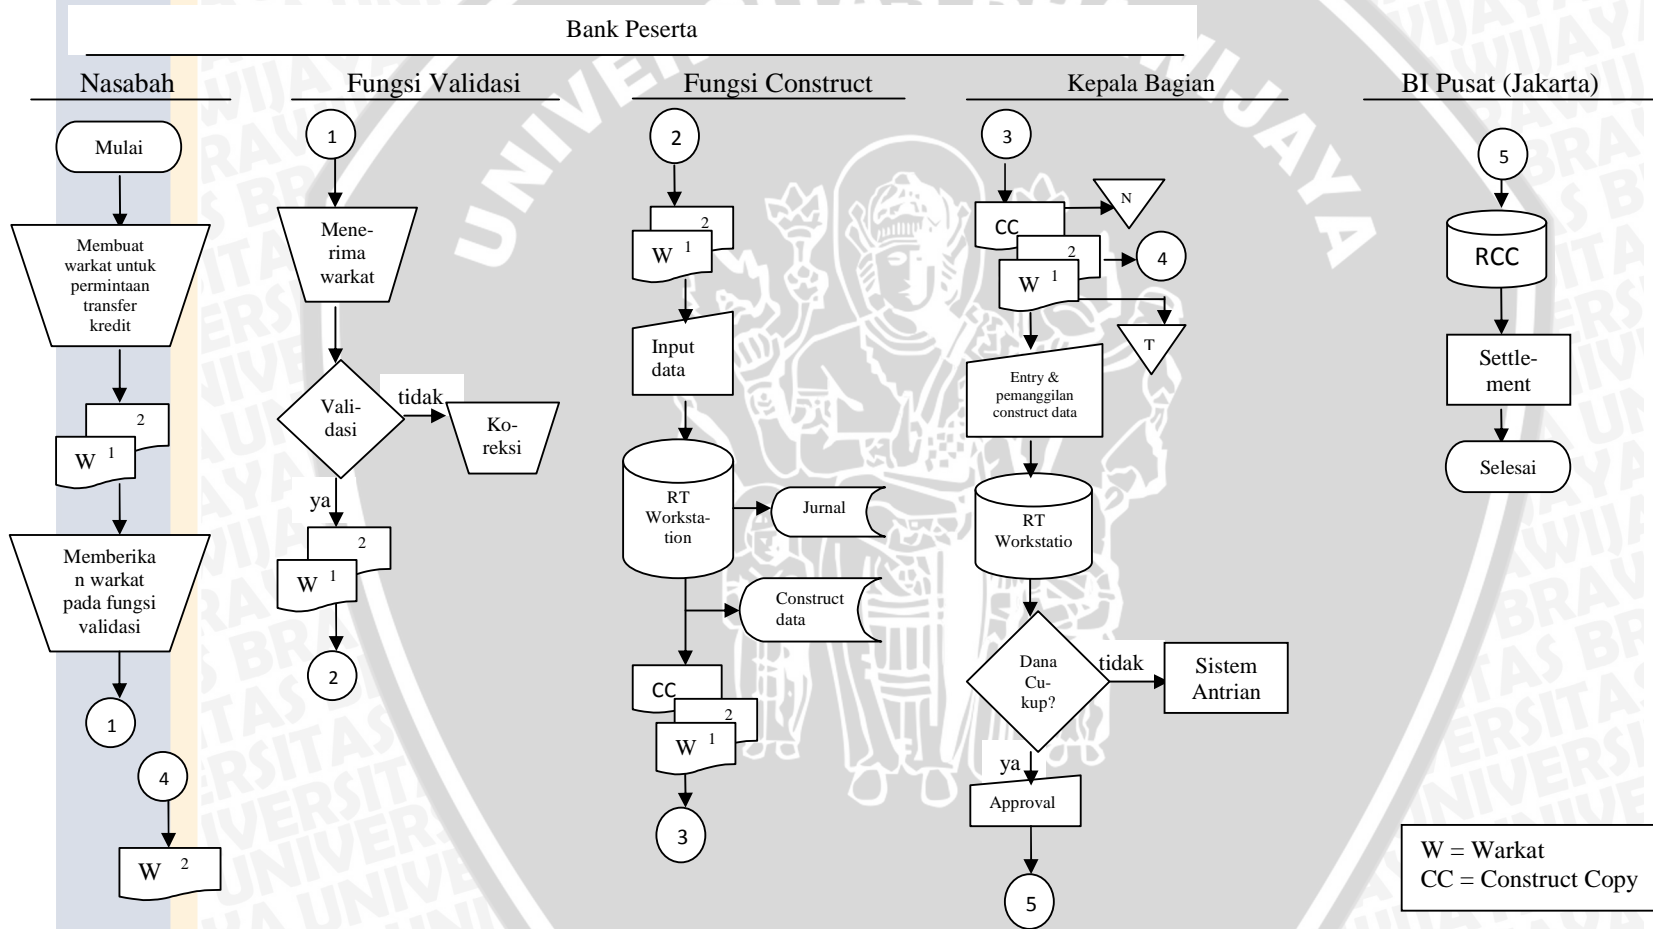 Bank Peserta
Nasabah
Fungsi Validasi
Fungsi Construct
Kepala Bagian
BI Pusat (Jakarta)
Mulai
Membuat
warkat untuk
permintaan
transfer
kredit
2
W 1
Memberika
n warkat
pada fungsi
validasi
1
4
W 2
1
Mene-
rima
warkat
Vali-
dasi
tidak
Ko-
reksi
ya
2
W 1
2
2
2
W 1
Input
data
RT
Worksta-
tion
Jurnal
Construct
data
CC
2
W 1
3
3
N
CC
2
W 1
4
T
Entry &
pemanggilan
construct data
RT
Workstatio
Dana
Cu-
kup?
tidak
Sistem
Antrian
ya
Approval
5
5
RCC
Settle-
ment
Selesai
W = Warkat
CC = Construct Copy
UNIVERSITAS BRAWIJAYA